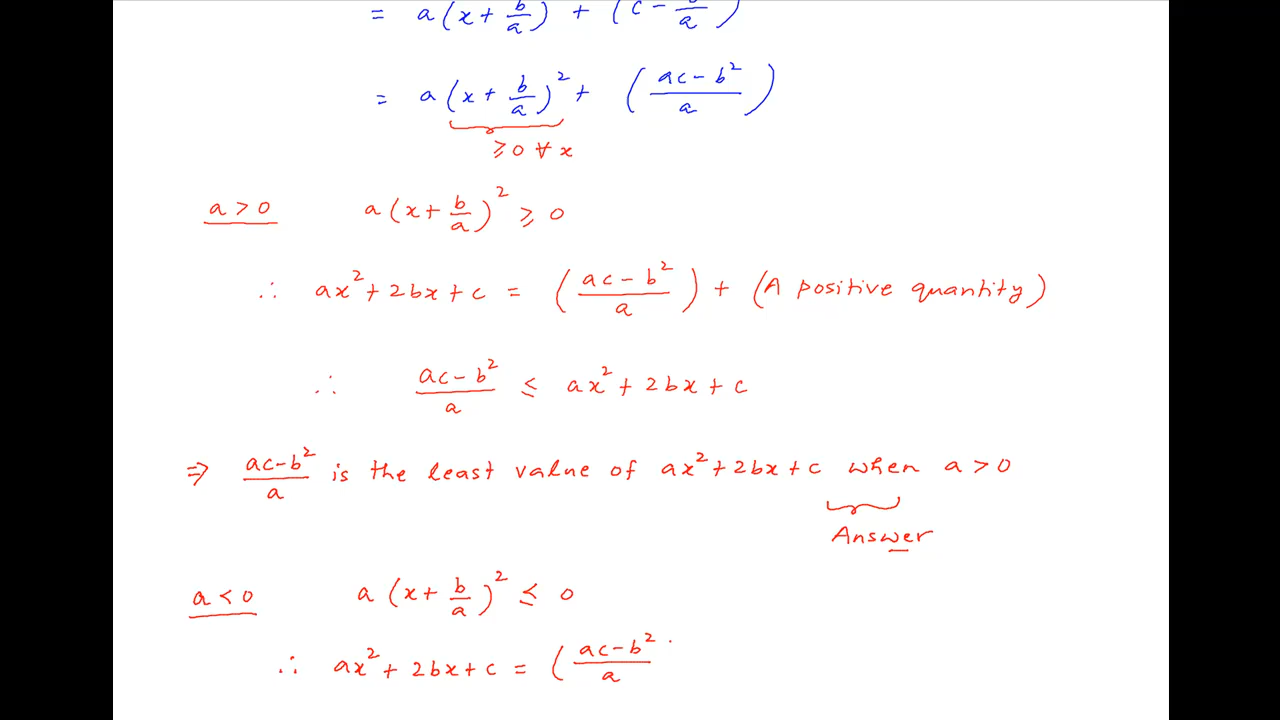 = a(x + b/a) + (c - b/a)
= a(x + b/a)² + (ac - b²/a)
≥ 0 ∀ x
a > 0 a(x + b/a)² ≥ 0
∴ ax² + 2bx + c = (ac - b²/a) + (A positive quantity)
∴ ac - b²/a ≤ ax² + 2bx + c
⇒ ac - b²/a is the least value of ax² + 2bx + c when a > 0
Answer
a < 0 a(x + b/a)² ≤ 0
∴ ax² + 2bx + c = (ac - b²/a